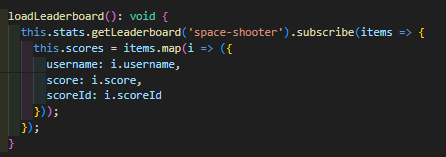 loadLeaderboard(): void {
this.stats.getLeaderboard('space-shooter').subscribe(items => {
this.scores = items.map(i => ({
username: i.username,
score: i.score,
scoreId: i.scoreId
}));
});
}